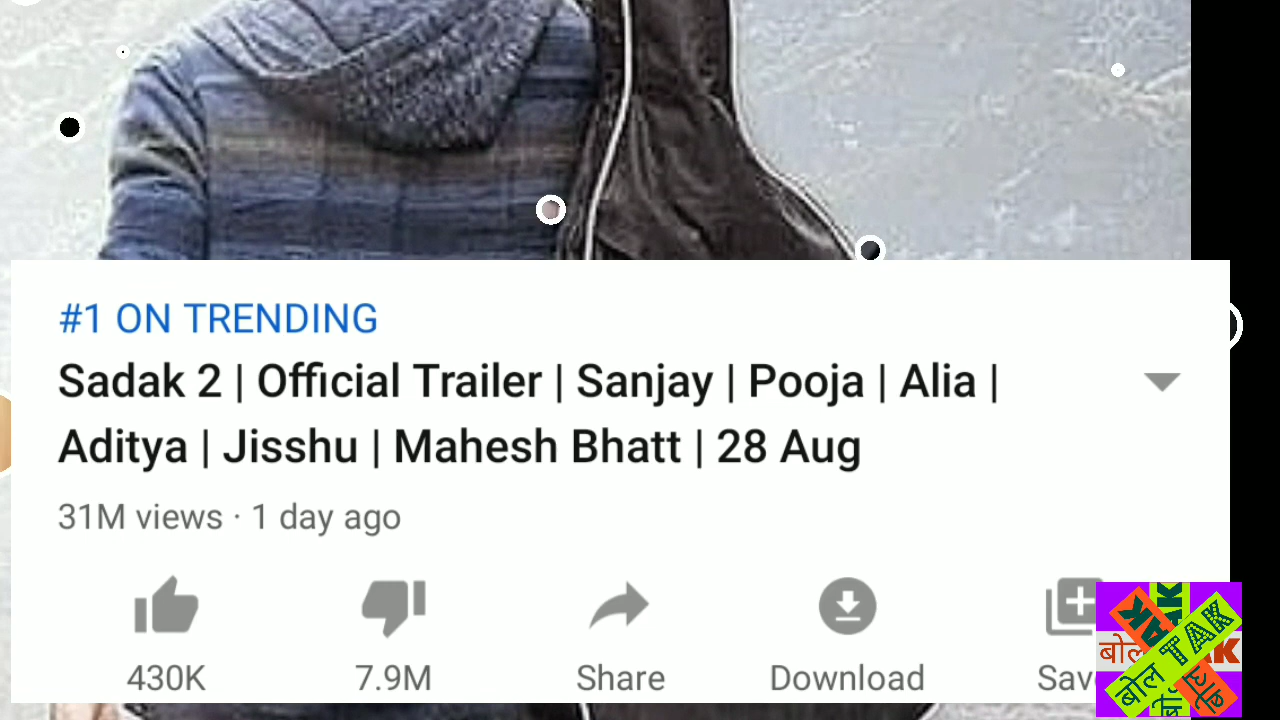 #1 ON TRENDING
Sadak 2 | Official Trailer | Sanjay | Pooja | Alia |
Aditya | Jisshu | Mahesh Bhatt | 28 Aug
31M views · 1 day ago
430K 7.9M Share Download Save
बोल TAK